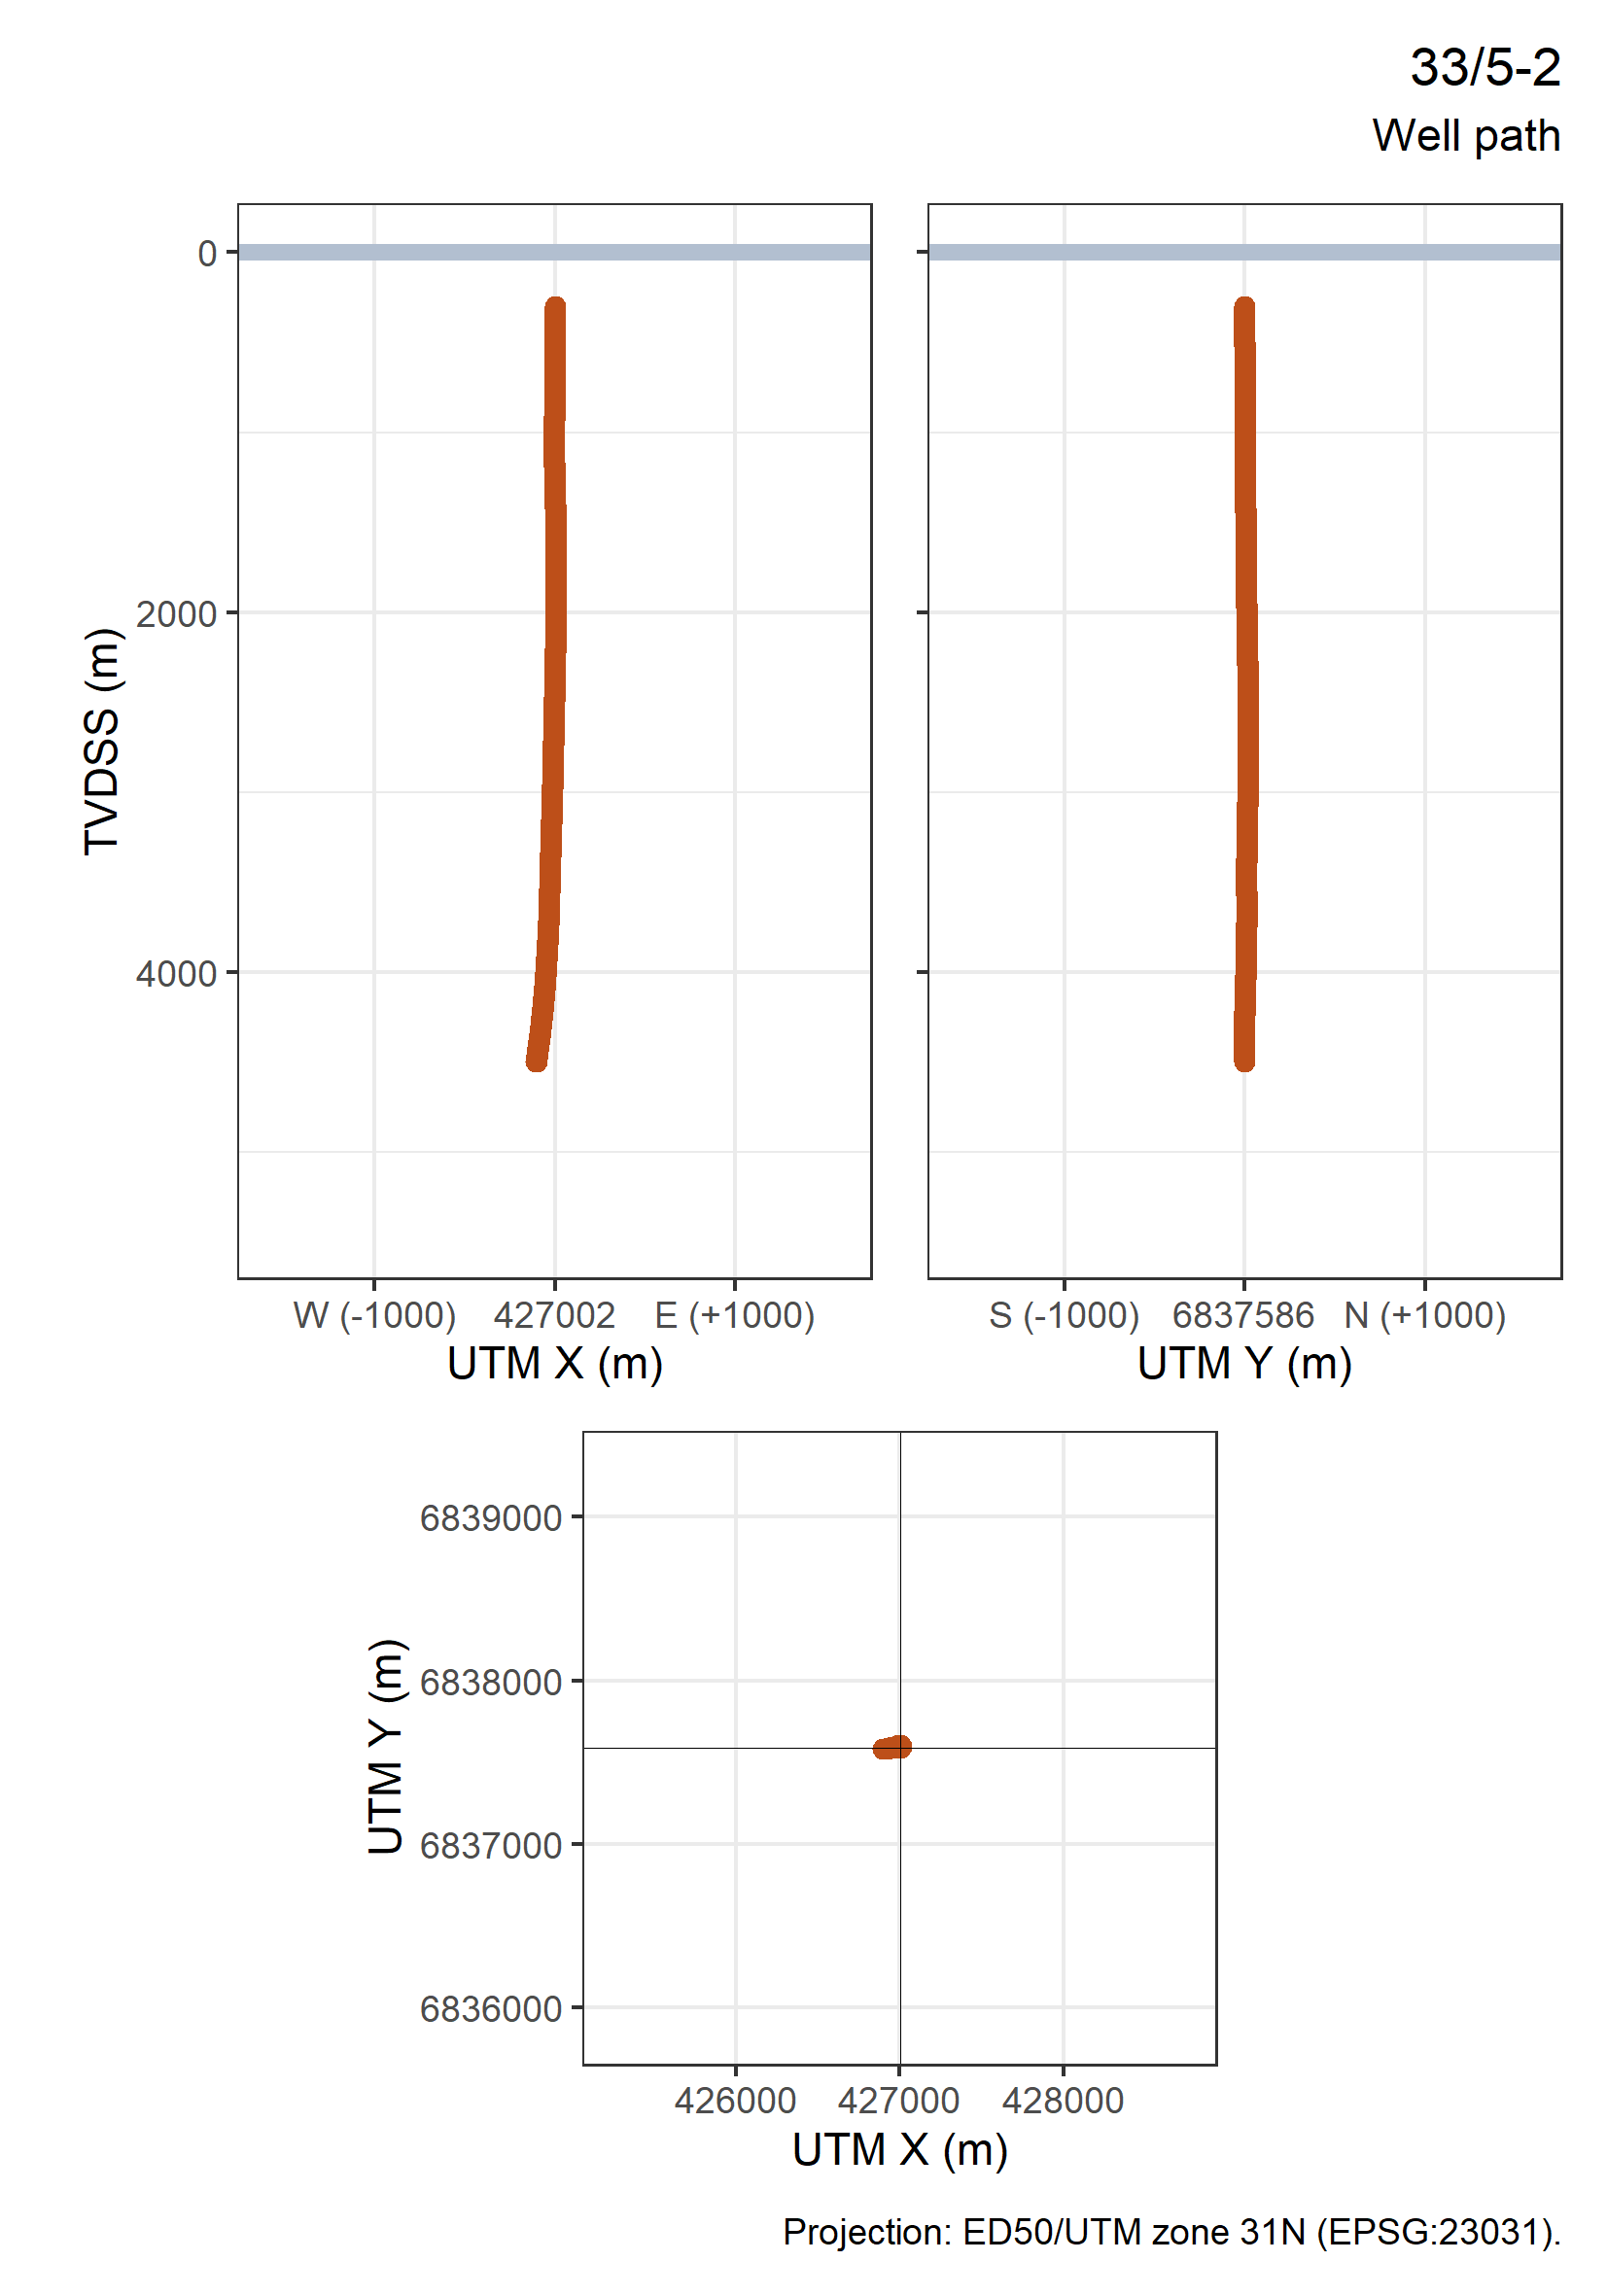 33/5-2
Well path
TVDSS (m)
0
2000
4000
W (-1000) 427002 E (+1000)
UTM X (m)
S (-1000) 6837586 N (+1000)
UTM Y (m)
UTM Y (m)
6839000
6838000
6837000
6836000
426000 427000 428000
UTM X (m)
Projection: ED50/UTM zone 31N (EPSG:23031).